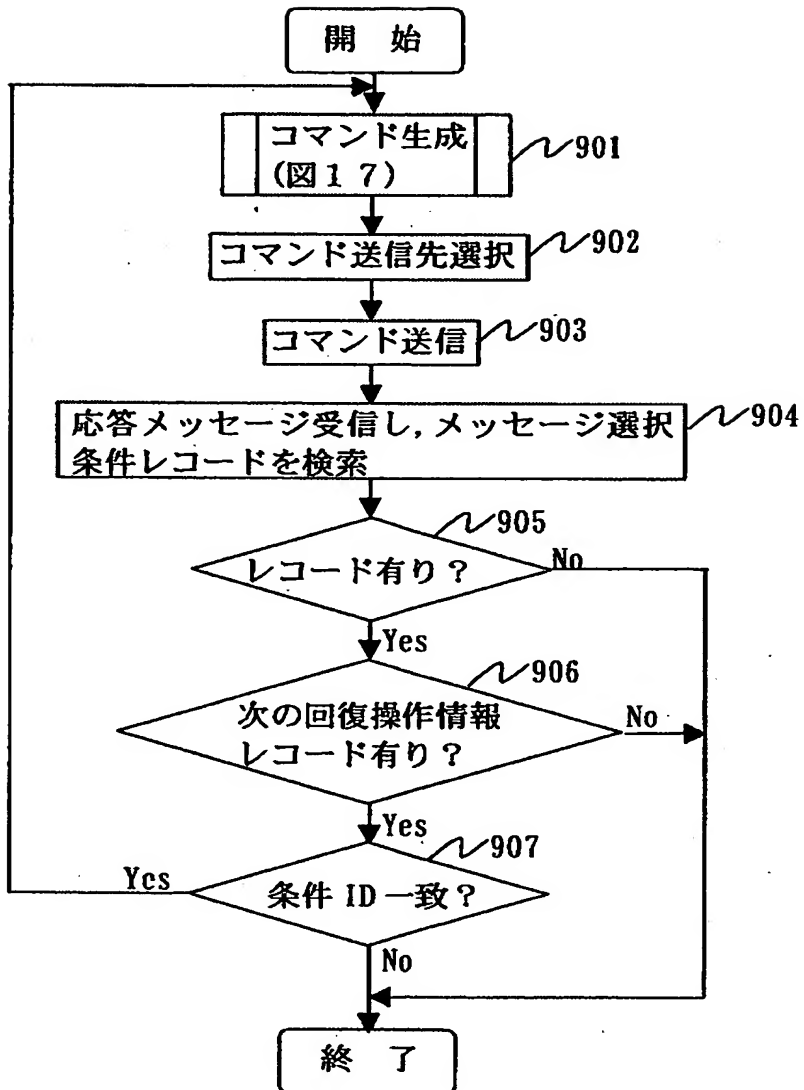 開 始
コマンド生成
(図17)
901
コマンド送信先選択
902
コマンド送信
903
応答メッセージ受信し,メッセージ選択
条件レコードを検索
904
905
レコード有り?
No
Yes
906
次の回復操作情報
レコード有り?
No
Yes
907
Yes
条件 ID 一致?
No
終 了